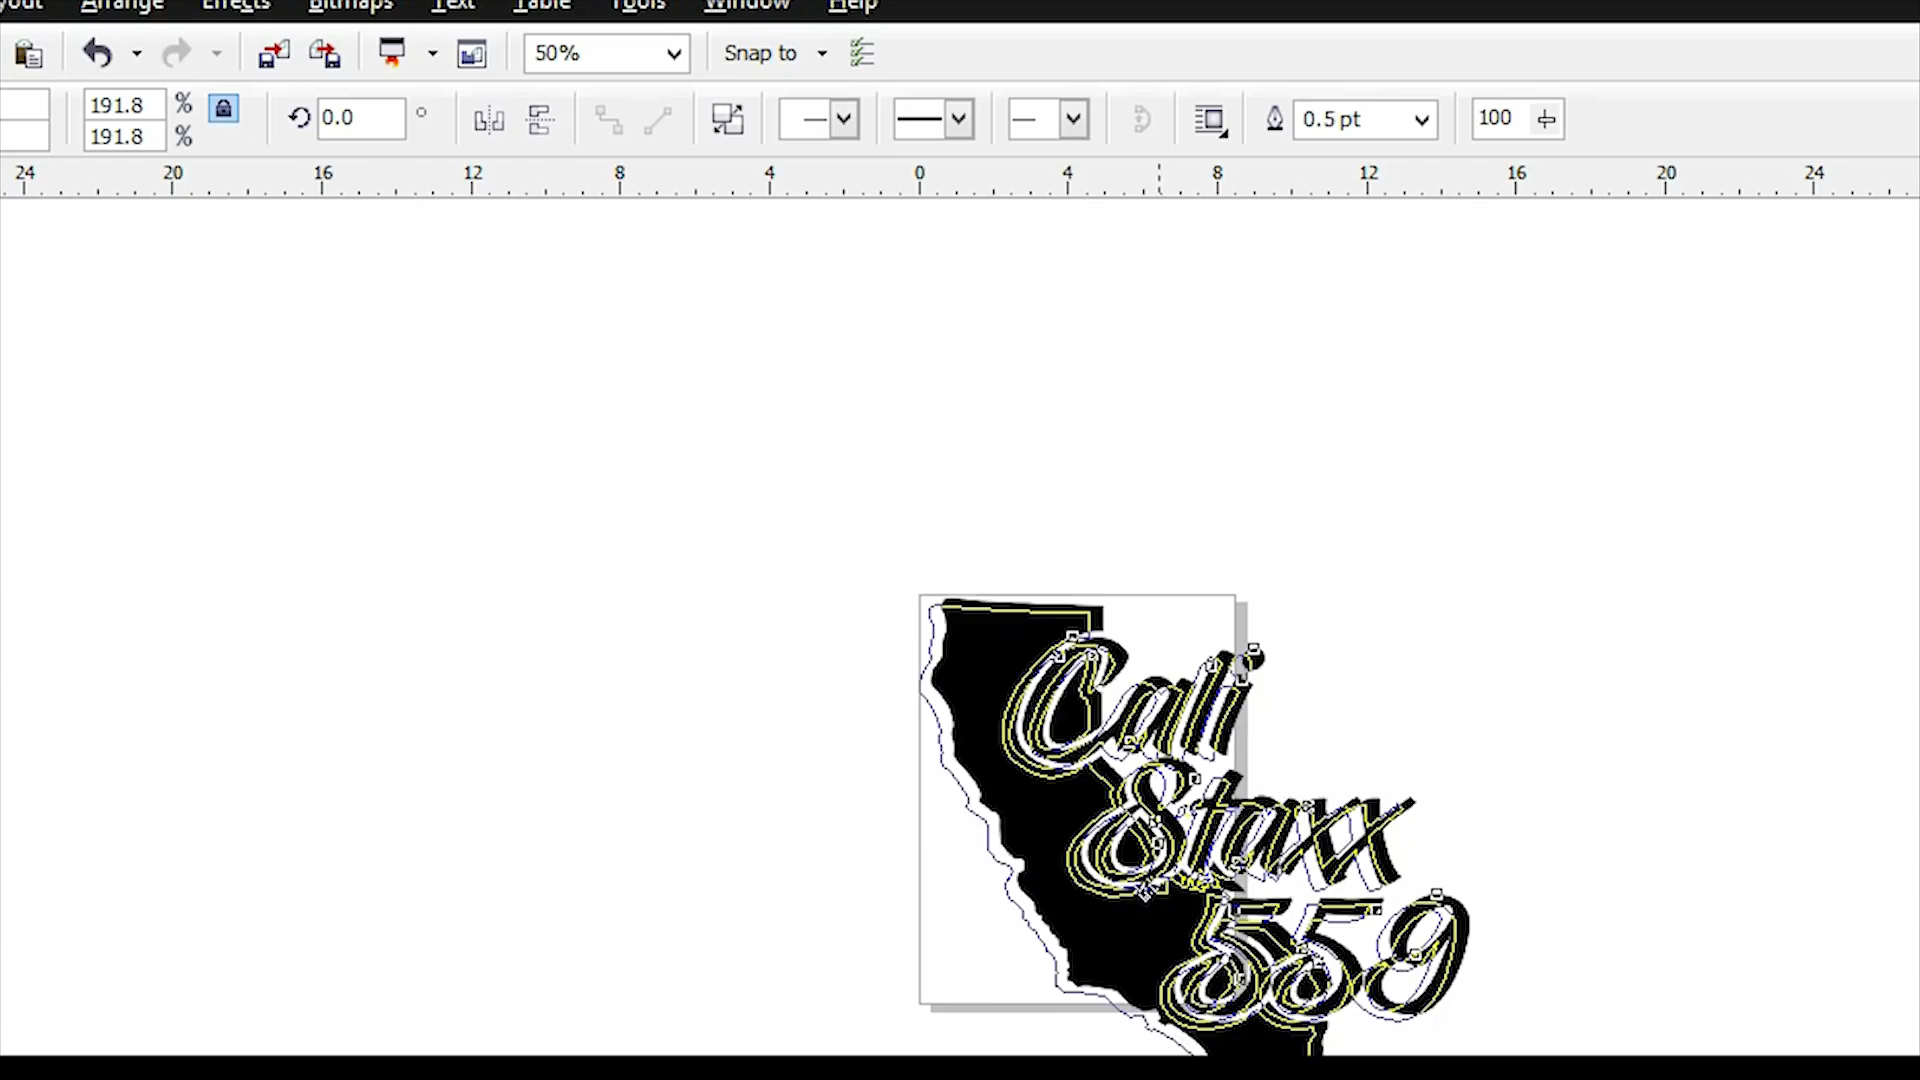 yout Arrange Effects Bitmaps Text Table Tools Window Help
50% Snap to
191.8 %
191.8 %
0.0 °
0.5 pt
100
24 20 16 12 8 4 0 4 8 12 16 20 24
Cali
Staxx
559